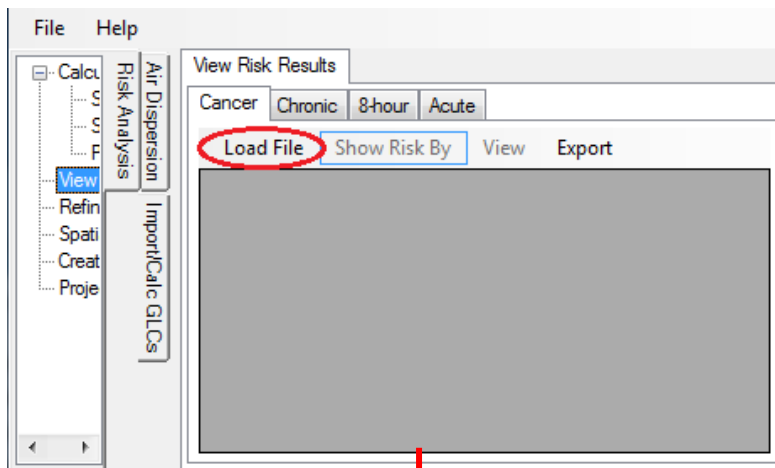 File Help
Calcu
S
S
F
View
Refin
Spati
Creat
Proje
Risk Analysis
Air Dispersion
Import/Calc GLCs
View Risk Results
Cancer Chronic 8-hour Acute
Load File Show Risk By View Export